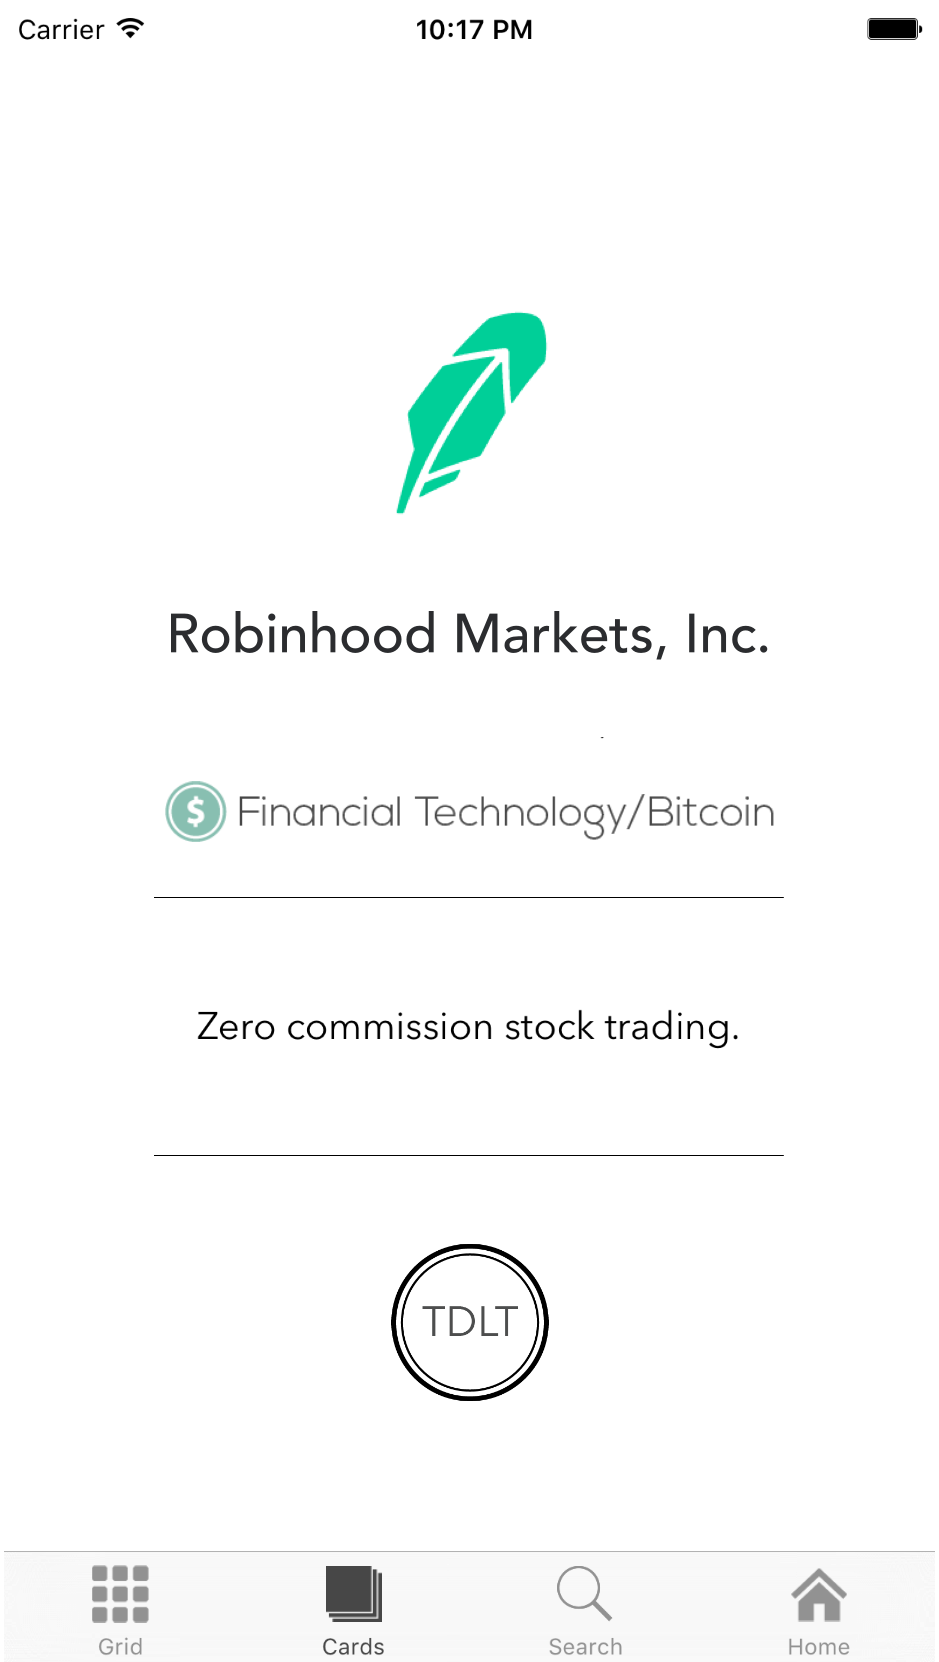 Carrier 10:17 PM
Robinhood Markets, Inc.
$ Financial Technology/Bitcoin
Zero commission stock trading.
TDLT
Grid Cards Search Home